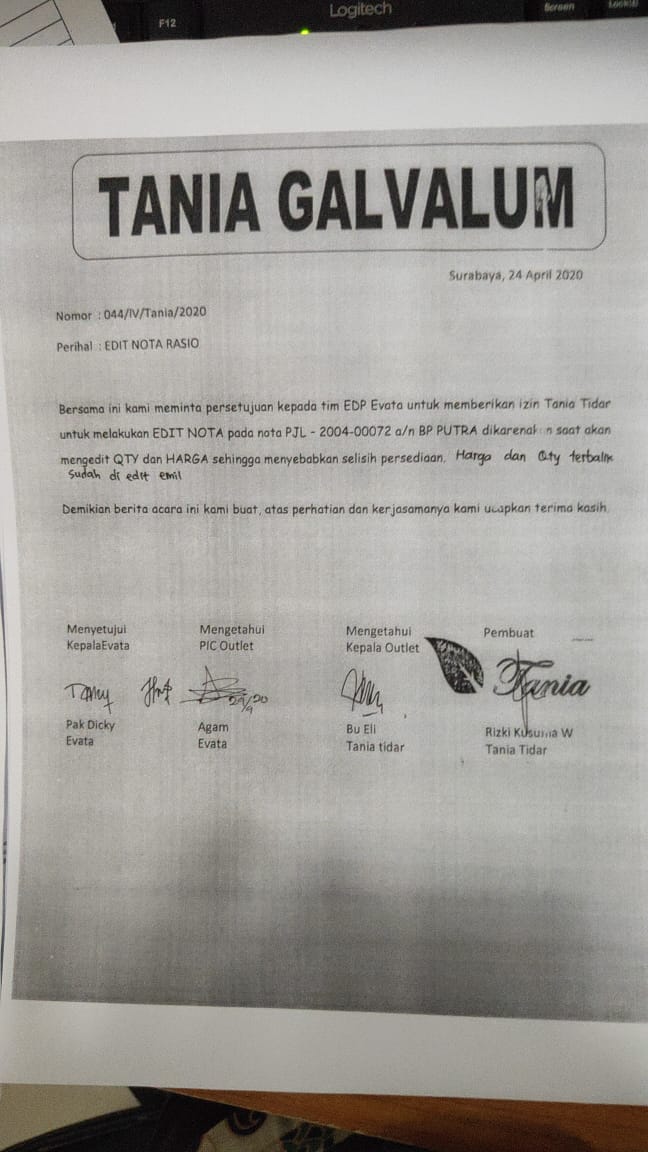 Logitech
F12
Screen
TANIA GALVALUM
Surabaya, 24 April 2020
Nomor : 044/IV/Tania/2020
Perihal : EDIT NOTA RASIO
Bersama ini kami meminta persetujuan kepada tim EDP Evata untuk memberikan izin Tania Tidar
untuk melakukan EDIT NOTA pada nota PJL - 2004-00072 a/n BP PUTRA dikarenakan saat akan
mengedit QTY dan HARGA sehingga menyebabkan selisih persediaan. Harga dan Qty terbalik
sudah di edit emil
Demikian berita acara ini kami buat, atas perhatian dan kerjasamanya kami ucapkan terima kasih.
Menyetujui Mengetahui Mengetahui Pembuat
KepalaEvata PIC Outlet Kepala Outlet
Tania
Pak Dicky Agam Bu Eli Rizki Kusuma W
Evata Evata Tania tidar Tania Tidar